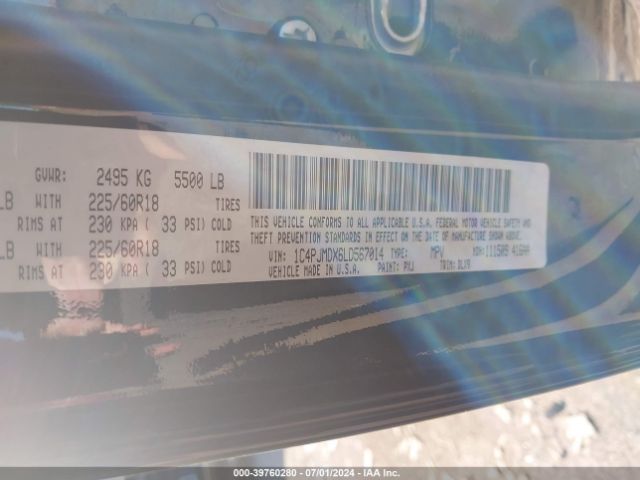 GVWR: 2495 KG 5500 LB
LB WITH 225/60R18 TIRES
RIMS AT 230 KPA ( 33 PSI) COLD
LB WITH 225/60R18 TIRES
RIMS AT 230 KPA ( 33 PSI) COLD
THIS VEHICLE CONFORMS TO ALL APPLICABLE U.S.A. FEDERAL MOTOR VEHICLE SAFETY AND
THEFT PREVENTION STANDARDS IN EFFECT ON THE DATE OF MANUFACTURE SHOWN ABOVE.
VIN: 1C4PJMDX6LD567014 TYPE: MPV MDH:
VEHICLE MADE IN U.S.A. PAINT: PXJ TRIM: DLX9
000-39760280 - 07/01/2024 - IAA Inc.